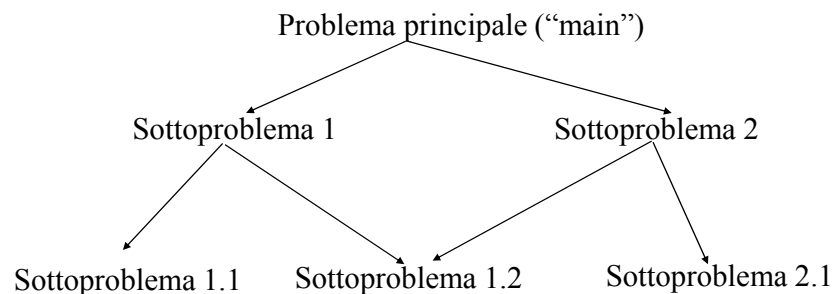 Problema principale (“main”)
Sottoproblema 1
Sottoproblema 2
Sottoproblema 1.1
Sottoproblema 1.2
Sottoproblema 2.1